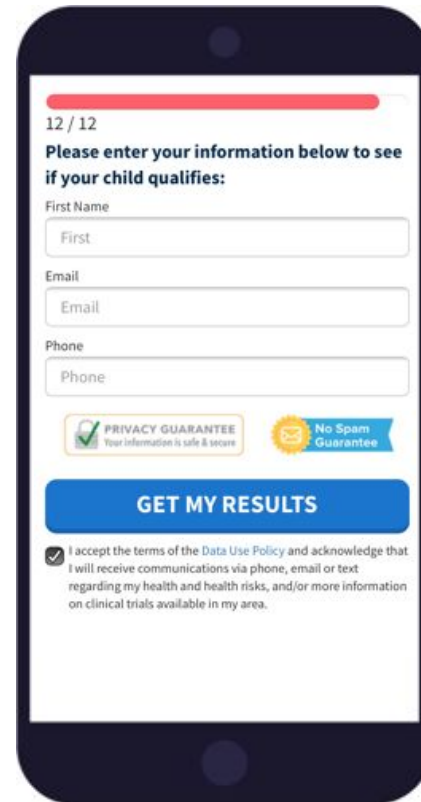 12 / 12
Please enter your information below to see
if your child qualifies:
First Name
First
Email
Email
Phone
Phone
PRIVACY GUARANTEE
Your information is safe & secure
No Spam
Guarantee
GET MY RESULTS
I accept the terms of the Data Use Policy and acknowledge that
I will receive communications via phone, email or text
regarding my health and health risks, and/or more information
on clinical trials available in my area.